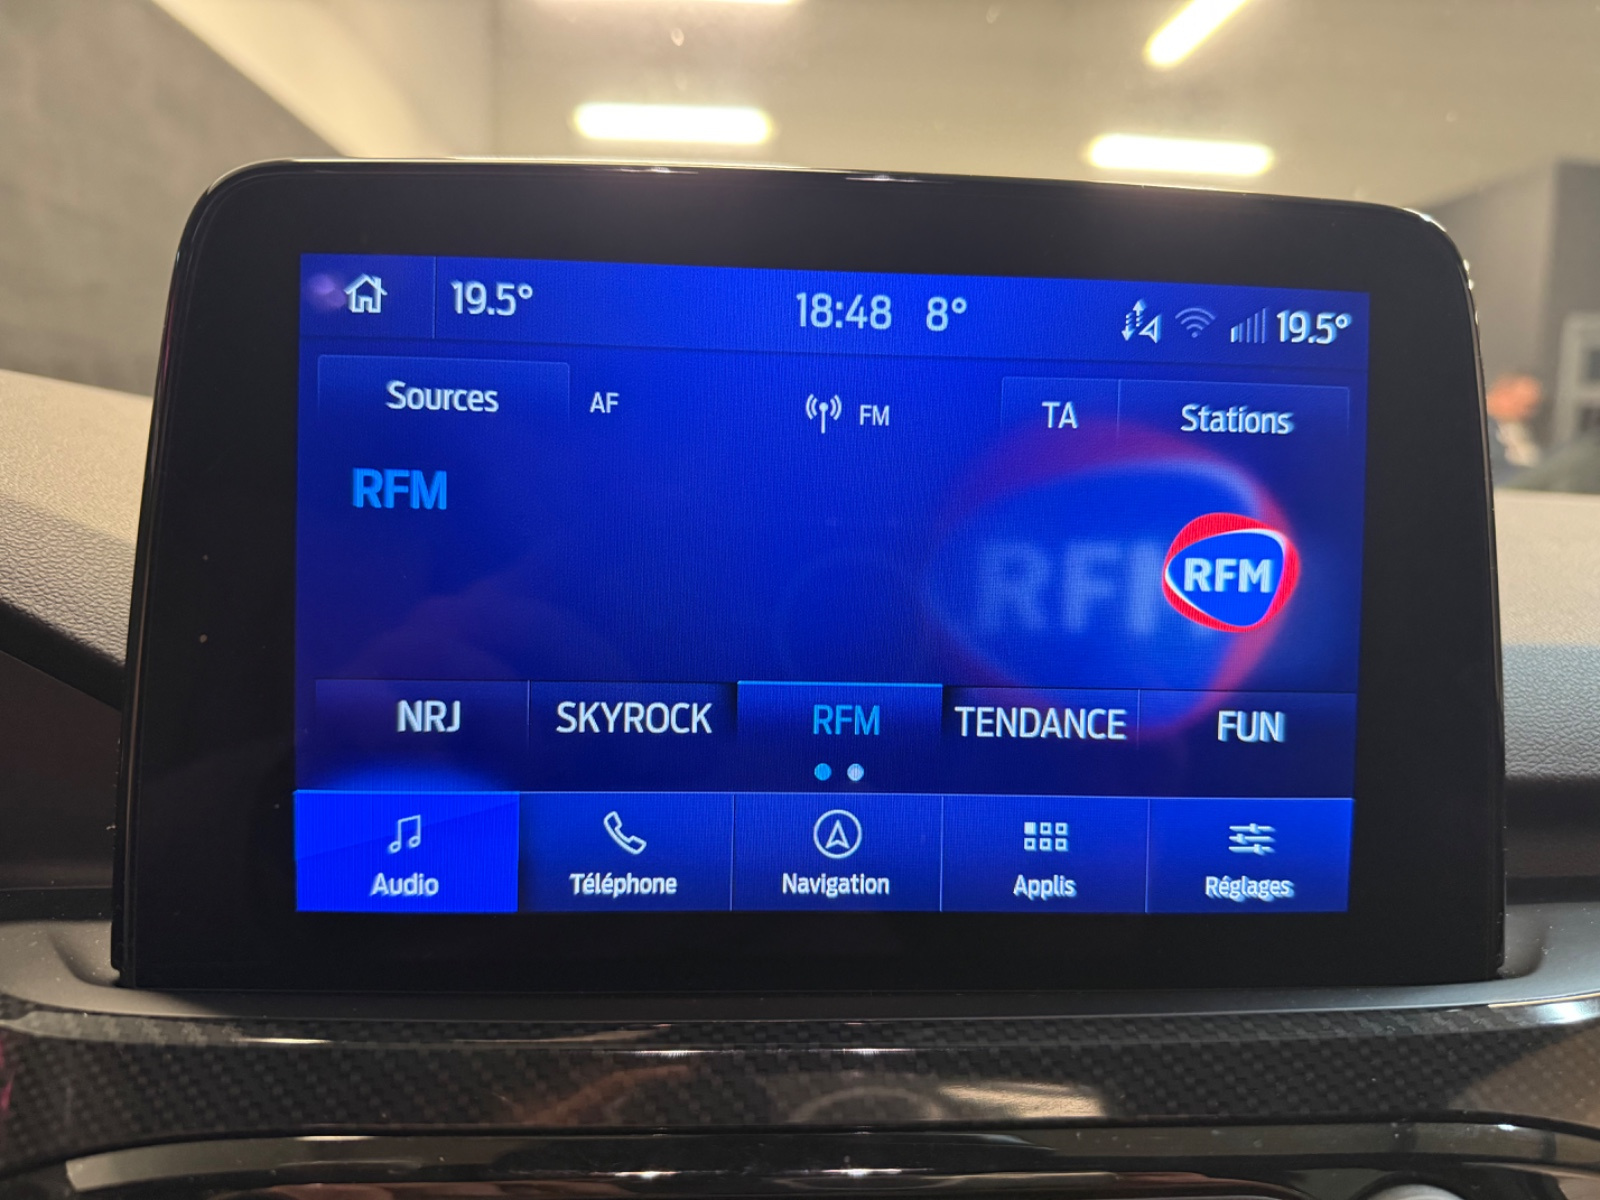 19.5° 18:48 8° 19.5°
Sources AF FM TA Stations
RFM
RFM
RFM
NRJ SKYROCK RFM TENDANCE FUN
Audio Téléphone Navigation Applis Réglages